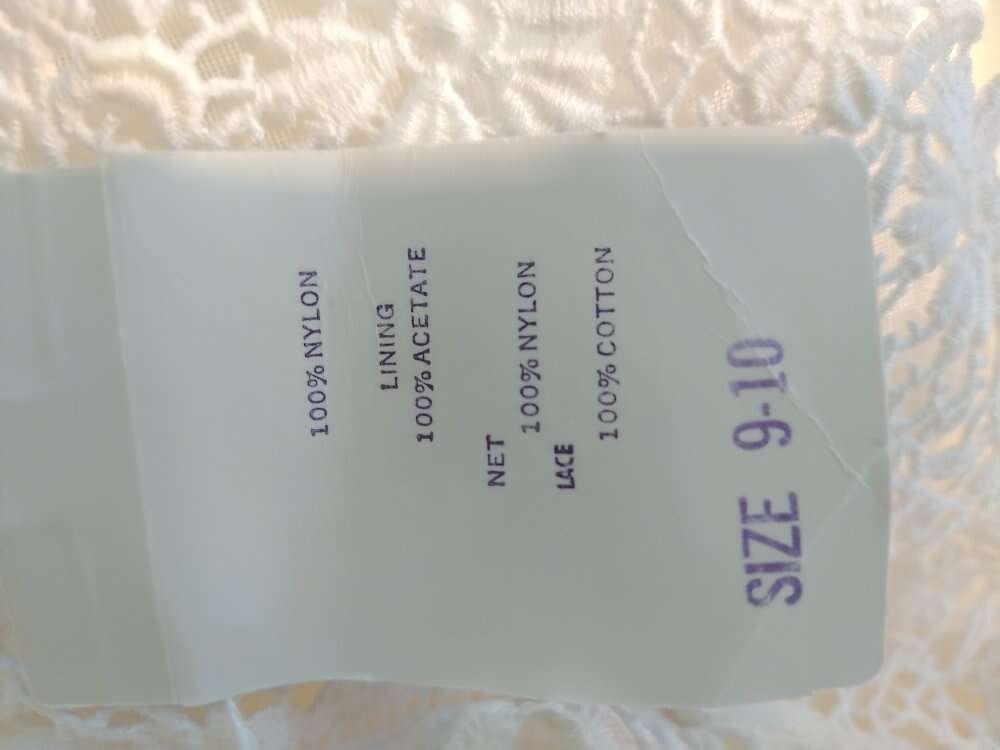 100% NYLON
LINING
100% ACETATE
NET
100% NYLON
LACE
100% COTTON
SIZE 9-10